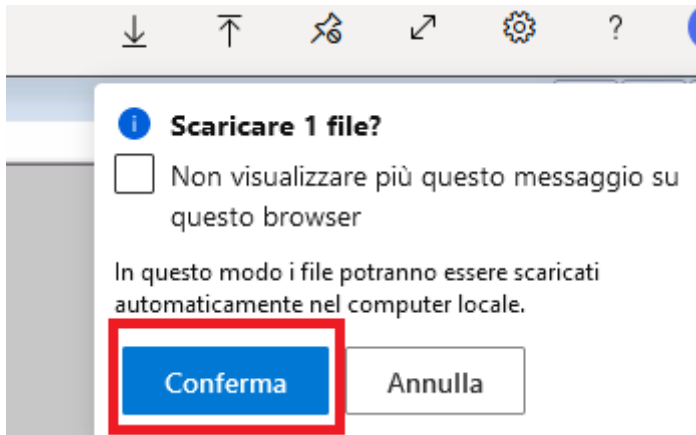 ?
i
Scaricare 1 file?
Non visualizzare più questo messaggio su
questo browser
In questo modo i file potranno essere scaricati
automaticamente nel computer locale.
Conferma
Annulla